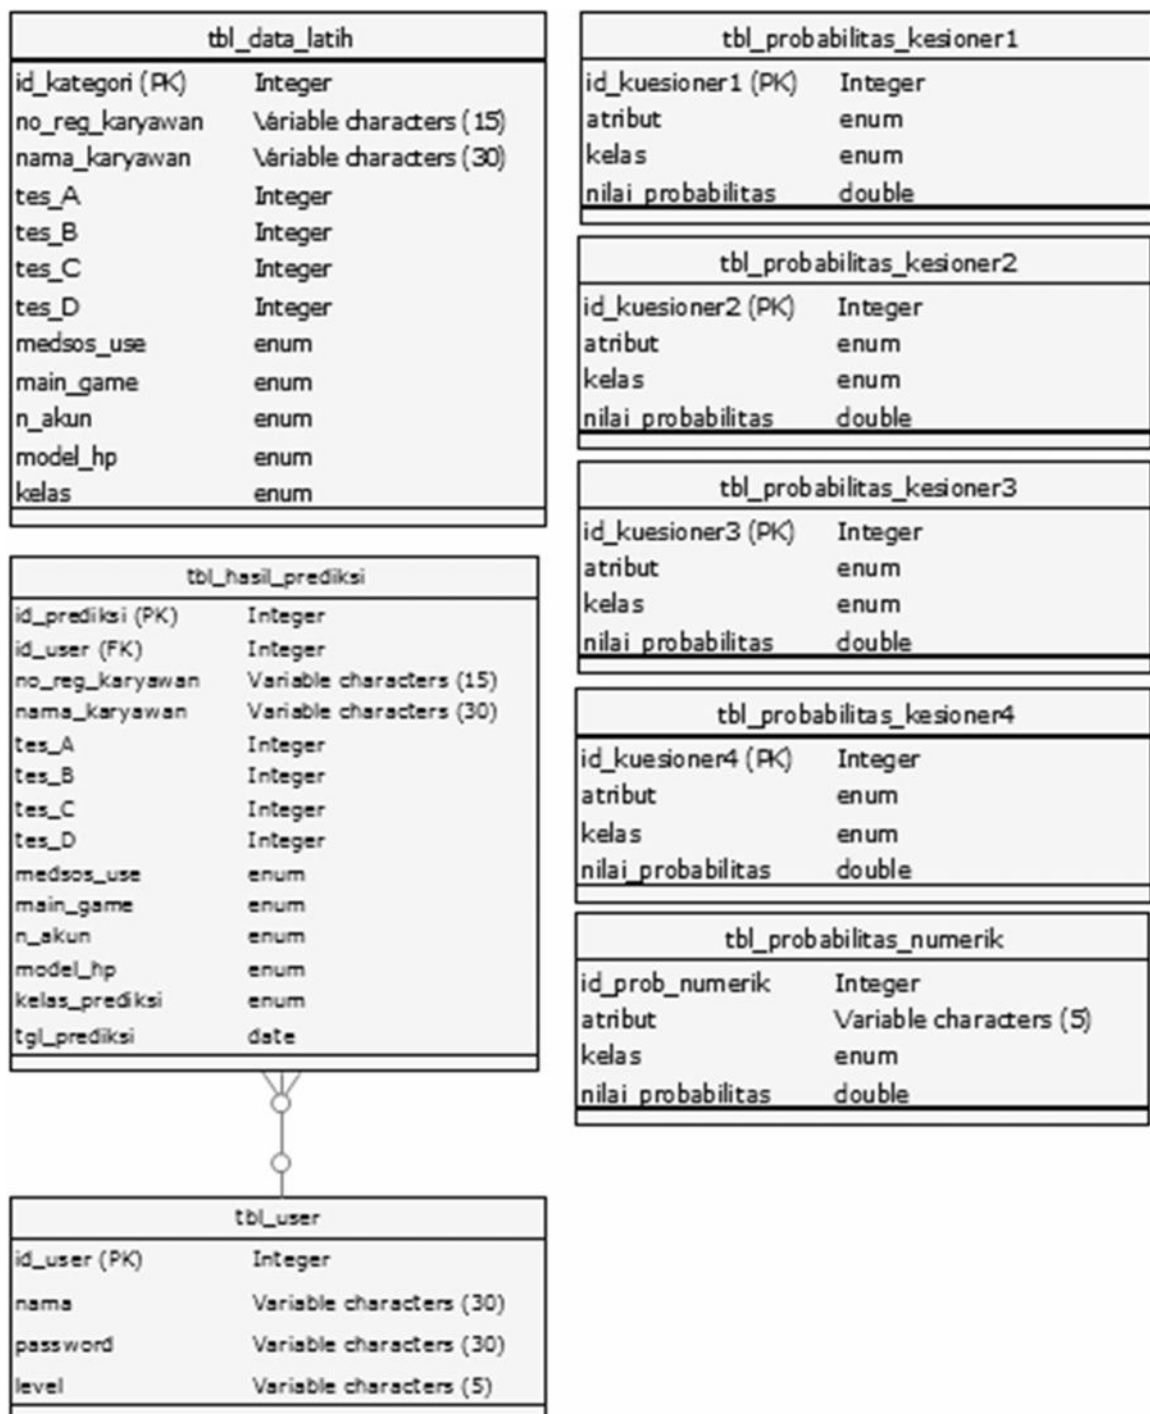 tbl_data_latih
id_kategori (PK) Integer
no_reg_karyawan Variable characters (15)
nama_karyawan Variable characters (30)
tes_A Integer
tes_B Integer
tes_C Integer
tes_D Integer
medsos_use enum
main_game enum
n_akun enum
model_hp enum
kelas enum
tbl_hasil_prediksi
id_prediksi (PK) Integer
id_user (FK) Integer
no_reg_karyawan Variable characters (15)
nama_karyawan Variable characters (30)
tes_A Integer
tes_B Integer
tes_C Integer
tes_D Integer
medsos_use enum
main_game enum
n_akun enum
model_hp enum
kelas_prediksi enum
tgl_prediksi date
tbl_user
id_user (PK) Integer
nama Variable characters (30)
password Variable characters (30)
level Variable characters (5)
tbl_probabilitas_kesioner1
id_kuesioner1 (PK) Integer
atribut enum
kelas enum
nilai_probabilitas double
tbl_probabilitas_kesioner2
id_kuesioner2 (PK) Integer
atribut enum
kelas enum
nilai_probabilitas double
tbl_probabilitas_kesioner3
id_kuesioner3 (PK) Integer
atribut enum
kelas enum
nilai_probabilitas double
tbl_probabilitas_kesioner4
id_kuesioner4 (PK) Integer
atribut enum
kelas enum
nilai_probabilitas double
tbl_probabilitas_numerik
id_prob_numerik Integer
atribut Variable characters (5)
kelas enum
nilai_probabilitas double